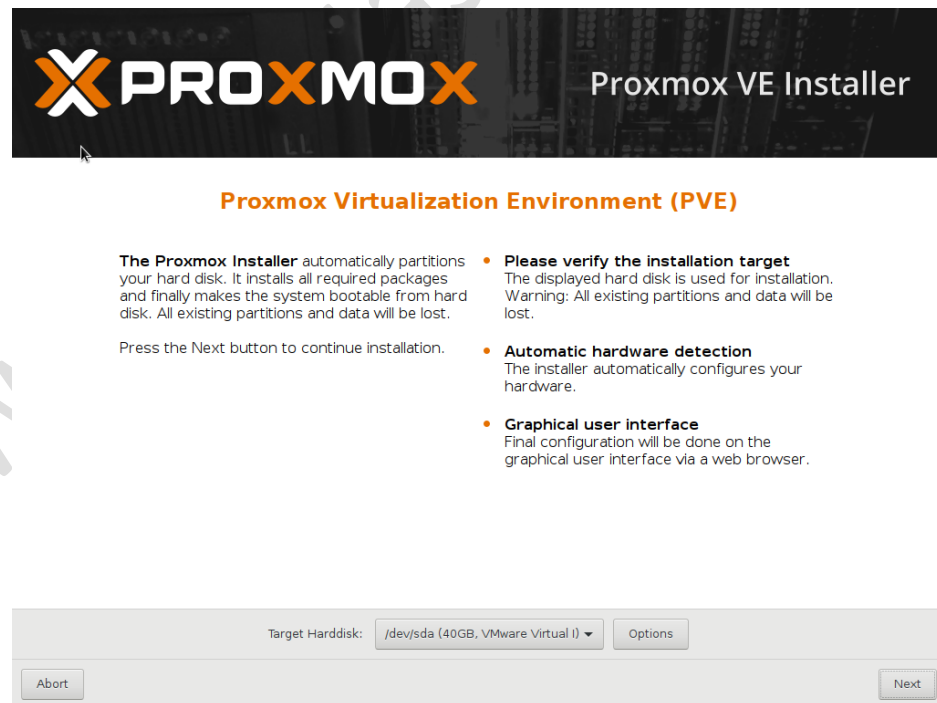 PROXMOX
Proxmox VE Installer
Proxmox Virtualization Environment (PVE)
The Proxmox Installer automatically partitions
your hard disk. It installs all required packages
and finally makes the system bootable from hard
disk. All existing partitions and data will be lost.
Press the Next button to continue installation.
Please verify the installation target
The displayed hard disk is used for installation.
Warning: All existing partitions and data will be
lost.
Automatic hardware detection
The installer automatically configures your
hardware.
Graphical user interface
Final configuration will be done on the
graphical user interface via a web browser.
Target Harddisk: /dev/sda (40GB, VMware Virtual I) Options
Abort Next